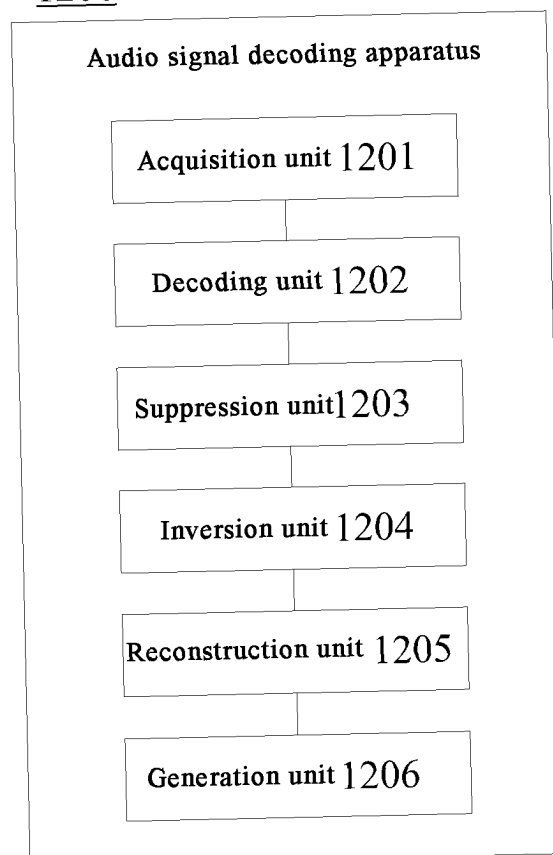 Audio signal decoding apparatus
Acquisition unit 1201
Decoding unit 1202
Suppression unit1203
Inversion unit 1204
Reconstruction unit 1205
Generation unit 1206